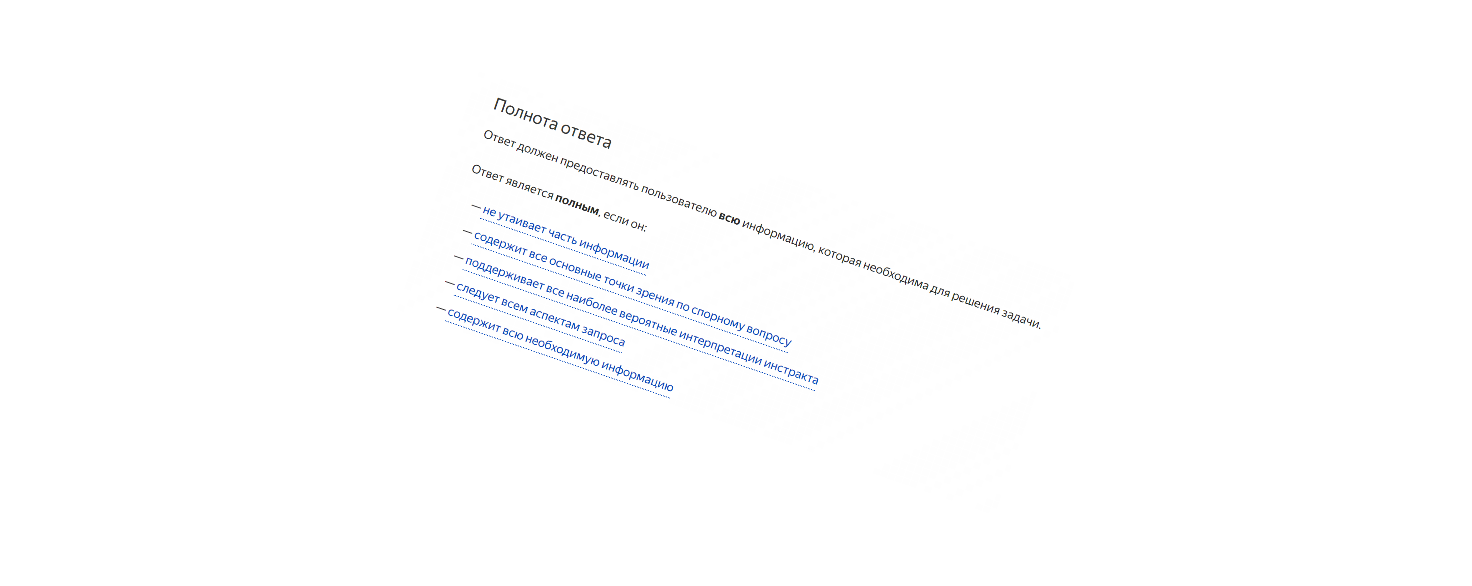 Полнота ответа
Ответ должен предоставлять пользователю всю информацию, которая необходима для решения задачи.
Ответ является полным, если он:
— не утаивает часть информации
— содержит все основные точки зрения по спорному вопросу
— поддерживает все наиболее вероятные интерпретации инстракта
— следует всем аспектам запроса
— содержит всю необходимую информацию